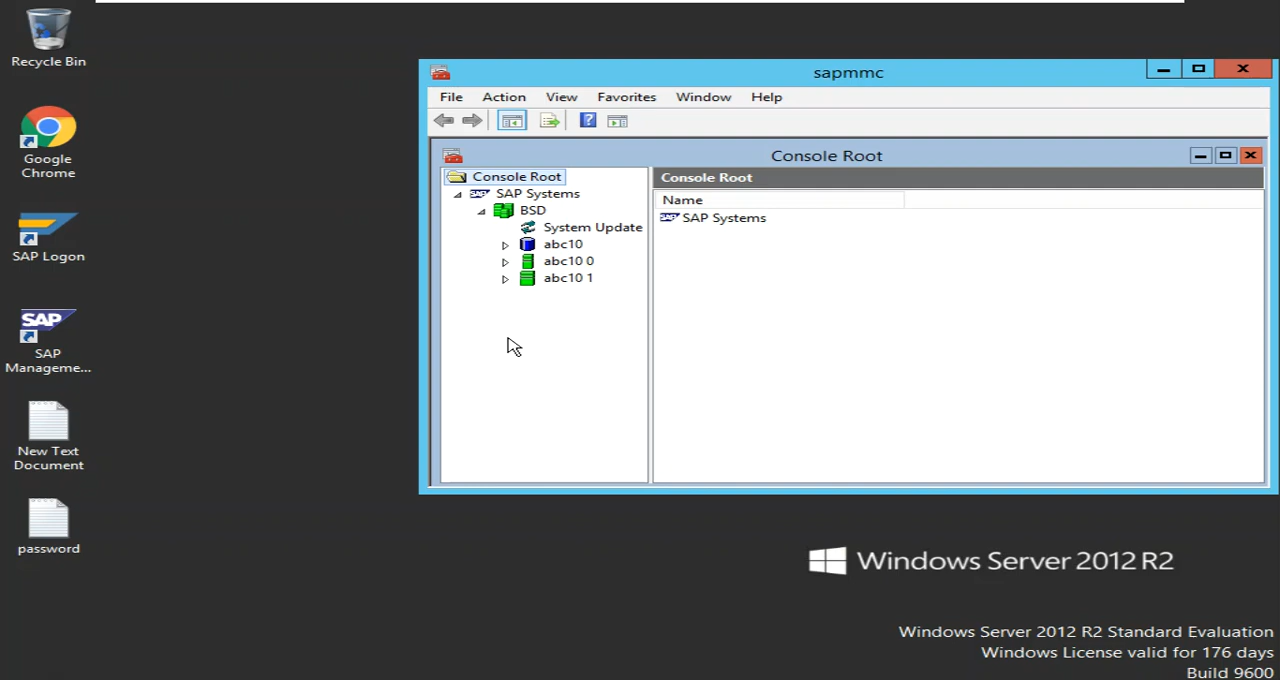 Recycle Bin
Google
Chrome
SAP Logon
SAP
SAP
Manageme...
New Text
Document
password
sapmmc
File Action View Favorites Window Help
Console Root
Console Root
SAP Systems
BSD
System Update
abc10
abc10 0
abc10 1
Console Root
Name
SAP Systems
Windows Server 2012 R2
Windows Server 2012 R2 Standard Evaluation
Windows License valid for 176 days
Build 9600